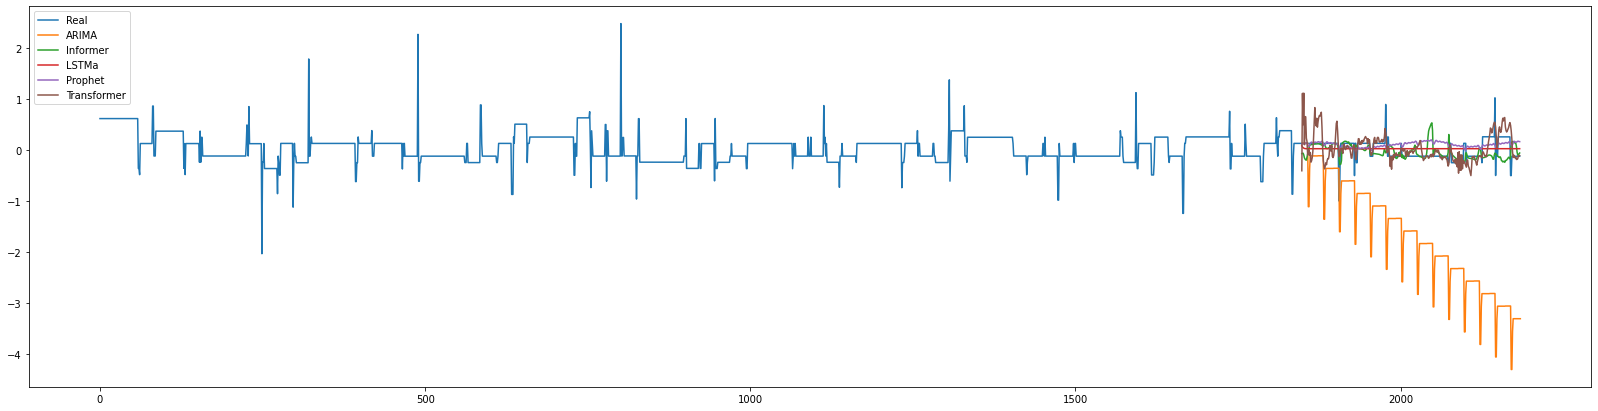 Real
ARIMA
Informer
LSTMa
Prophet
Transformer
2
1
0
−1
−2
−3
−4
0
500
1000
1500
2000